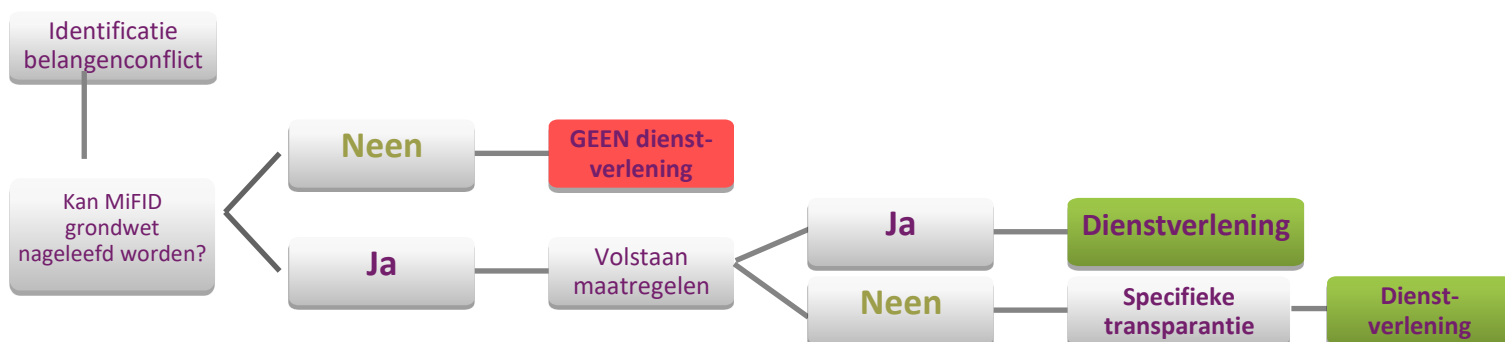 Identificatie
belangenconflict
Kan MiFID
grondwet
nageleefd worden?
Neen
GEEN dienst-
verlening
Ja
Volstaan
maatregelen
Ja
Dienstverlening
Neen
Specifieke
transparantie
Dienst-
verlening